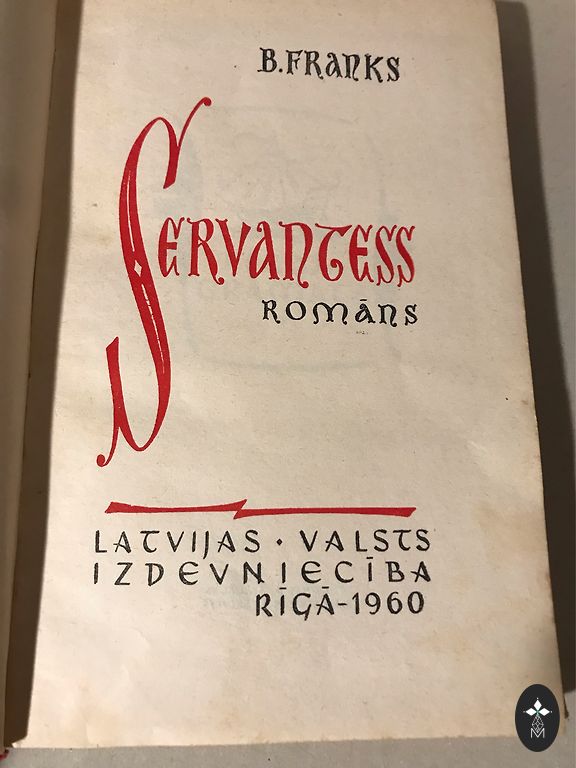 B. FRANKS
SERVANTESS
ROMĀNS
LATVIJAS · VALSTS
IZDEVNIECĪBA
RĪGĀ-1960
M